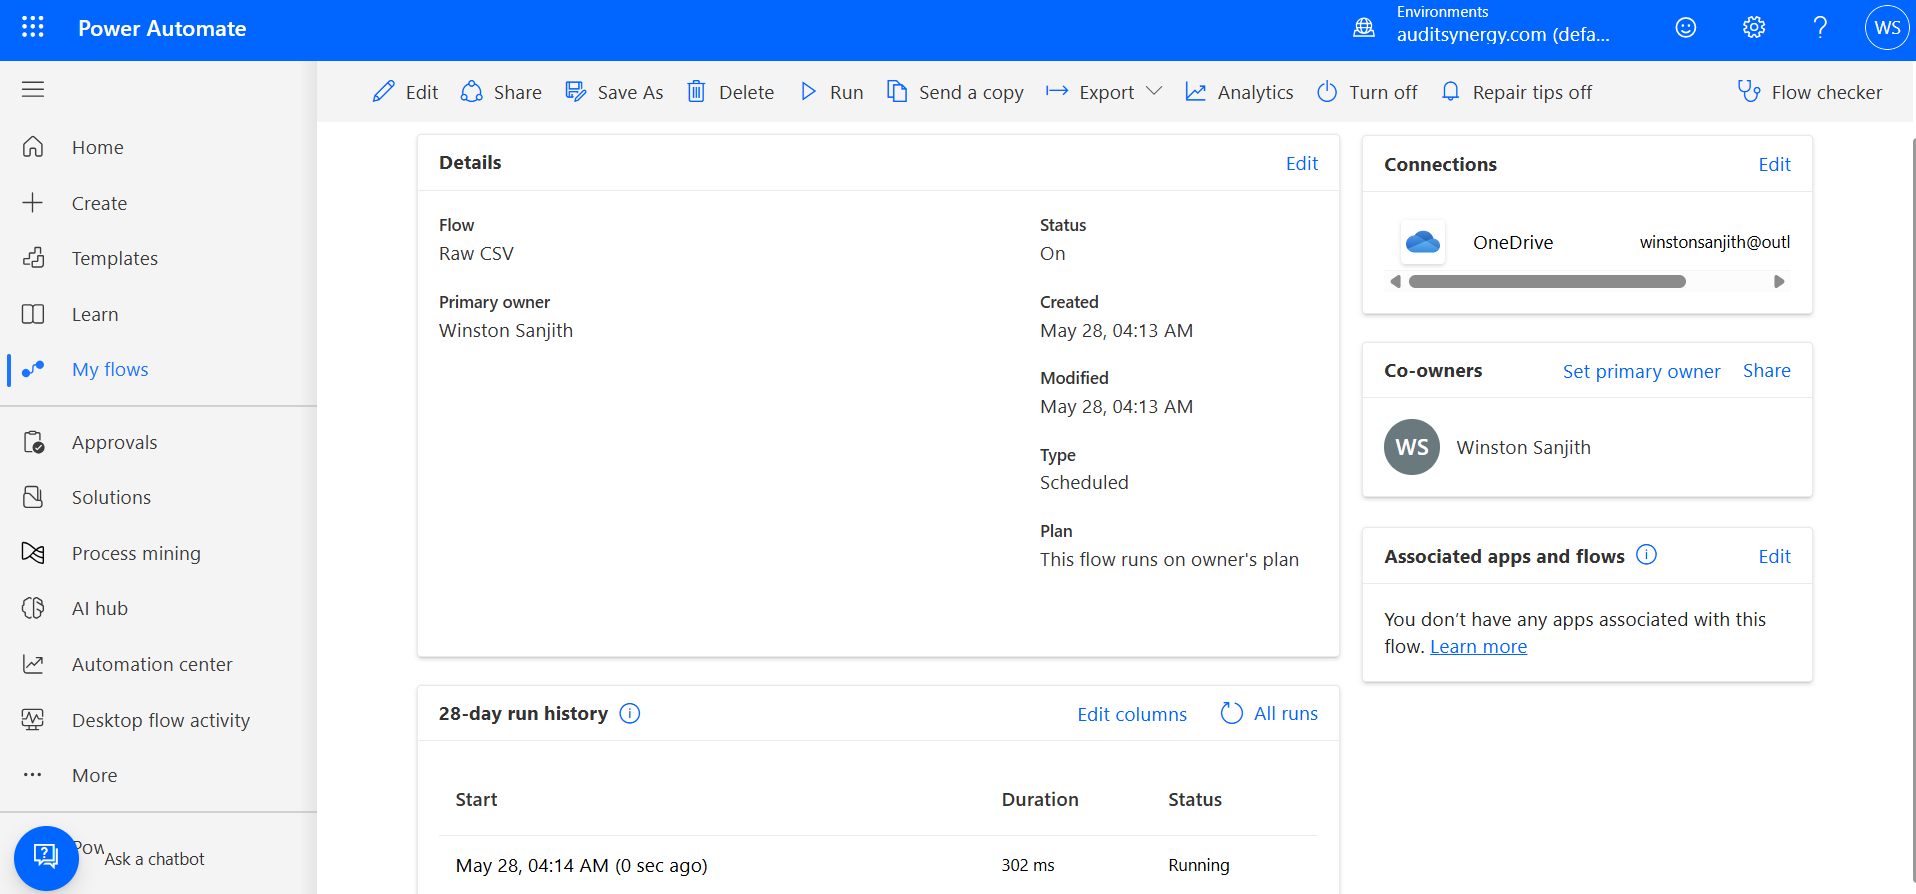 Power Automate
Environments
auditsynergy.com (defa...
WS
Home
Create
Templates
Learn
My flows
Approvals
Solutions
Process mining
AI hub
Automation center
Desktop flow activity
More
Pow
Ask a chatbot
Edit
Share
Save As
Delete
Run
Send a copy
Export
Analytics
Turn off
Repair tips off
Flow checker
Details
Edit
Flow
Raw CSV
Primary owner
Winston Sanjith
Status
On
Created
May 28, 04:13 AM
Modified
May 28, 04:13 AM
Type
Scheduled
Plan
This flow runs on owner's plan
28-day run history
Edit columns
All runs
Start Duration Status
May 28, 04:14 AM (0 sec ago) 302 ms Running
Connections
Edit
OneDrive
winstonsanjith@outl
Co-owners
Set primary owner
Share
WS
Winston Sanjith
Associated apps and flows
Edit
You don’t have any apps associated with this
flow. Learn more